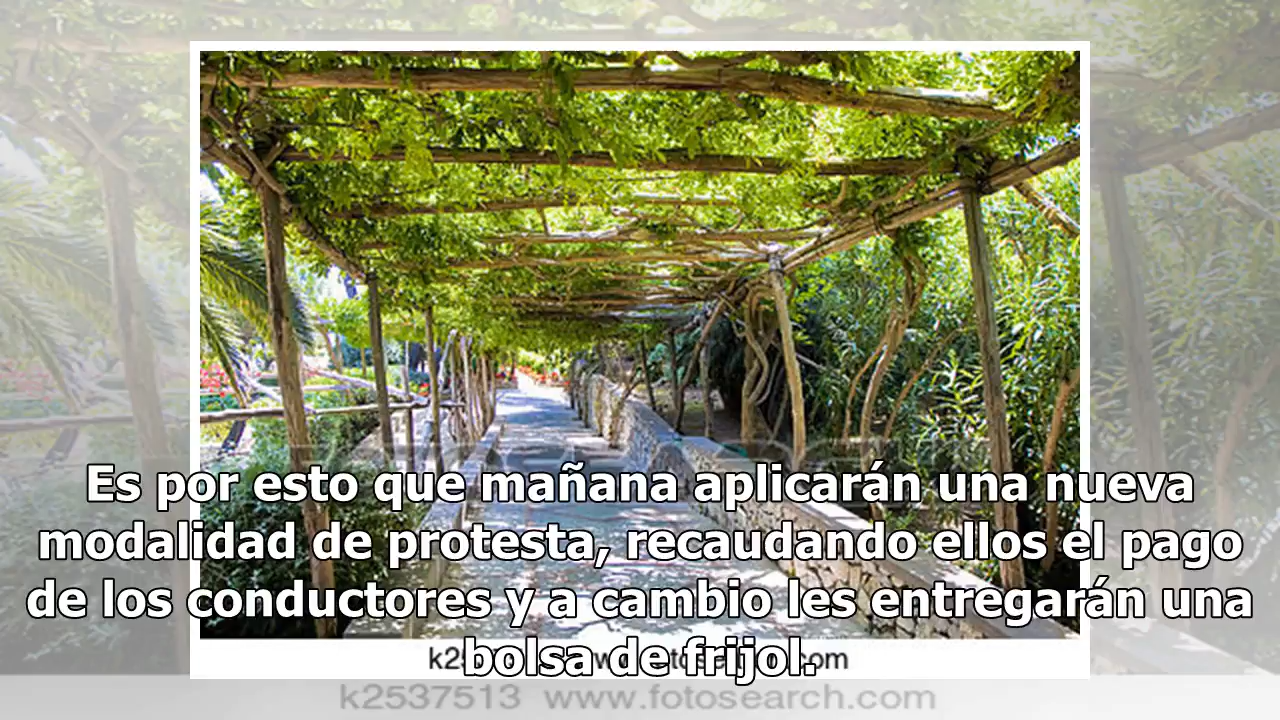 Es por esto que mañana aplicarán una nueva
modalidad de protesta, recaudando ellos el pago
de los conductores y a cambio les entregarán una
bolsa de frijol.
k2537513 www.fotosearch.com